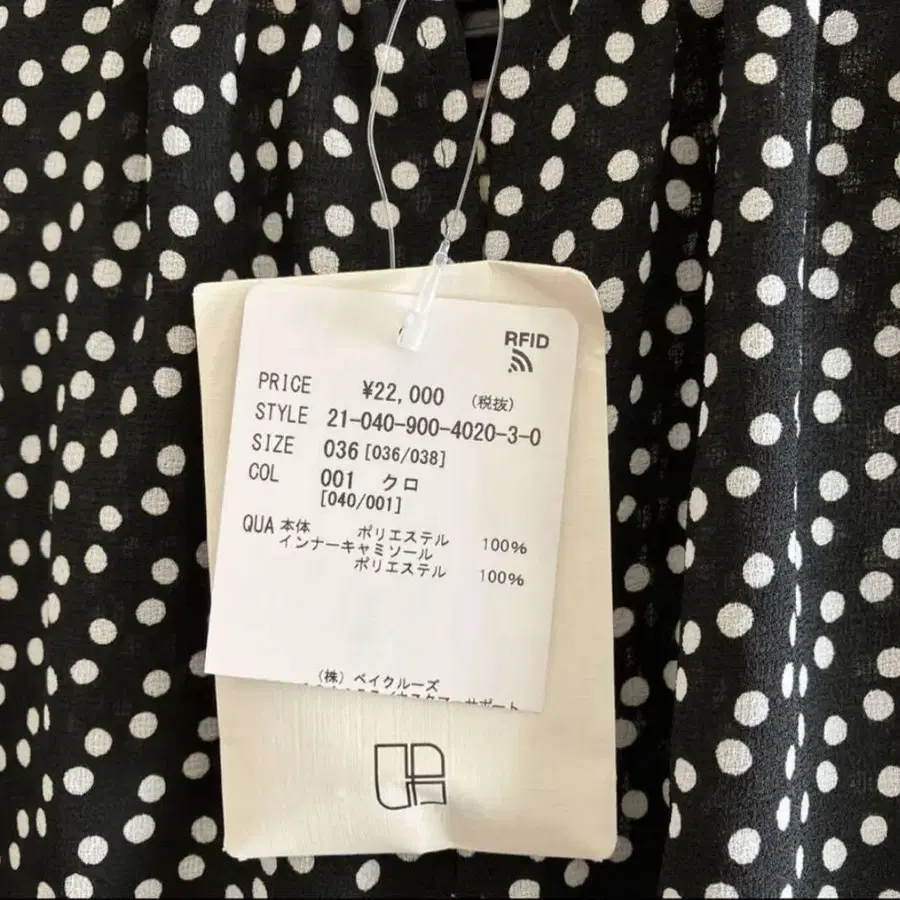 RFID
PRICE ¥22,000 (税抜)
STYLE 21-040-900-4020-3-0
SIZE 036 [036/038]
COL 001 クロ
[040/001]
QUA 本体 ポリエステル 100%
インナーキャミソール
ポリエステル 100%
(株) ベイクルーズ